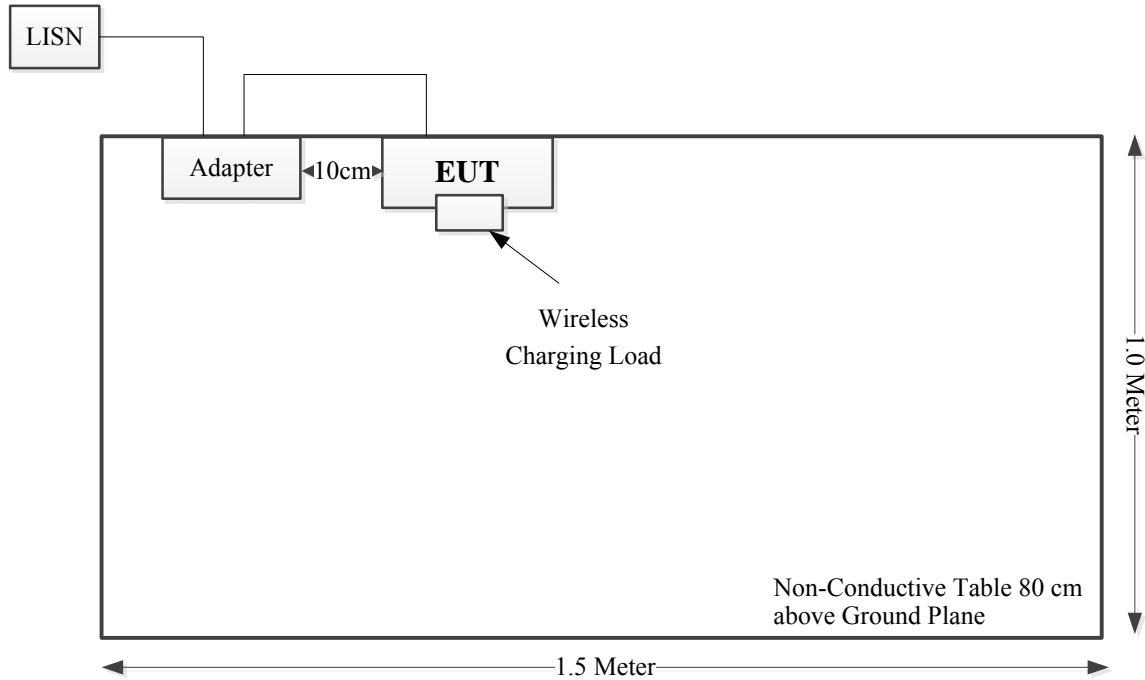 LISN
Adapter
10cm
EUT
Wireless
Charging Load
1.0 Meter
Non-Conductive Table 80 cm
above Ground Plane
1.5 Meter